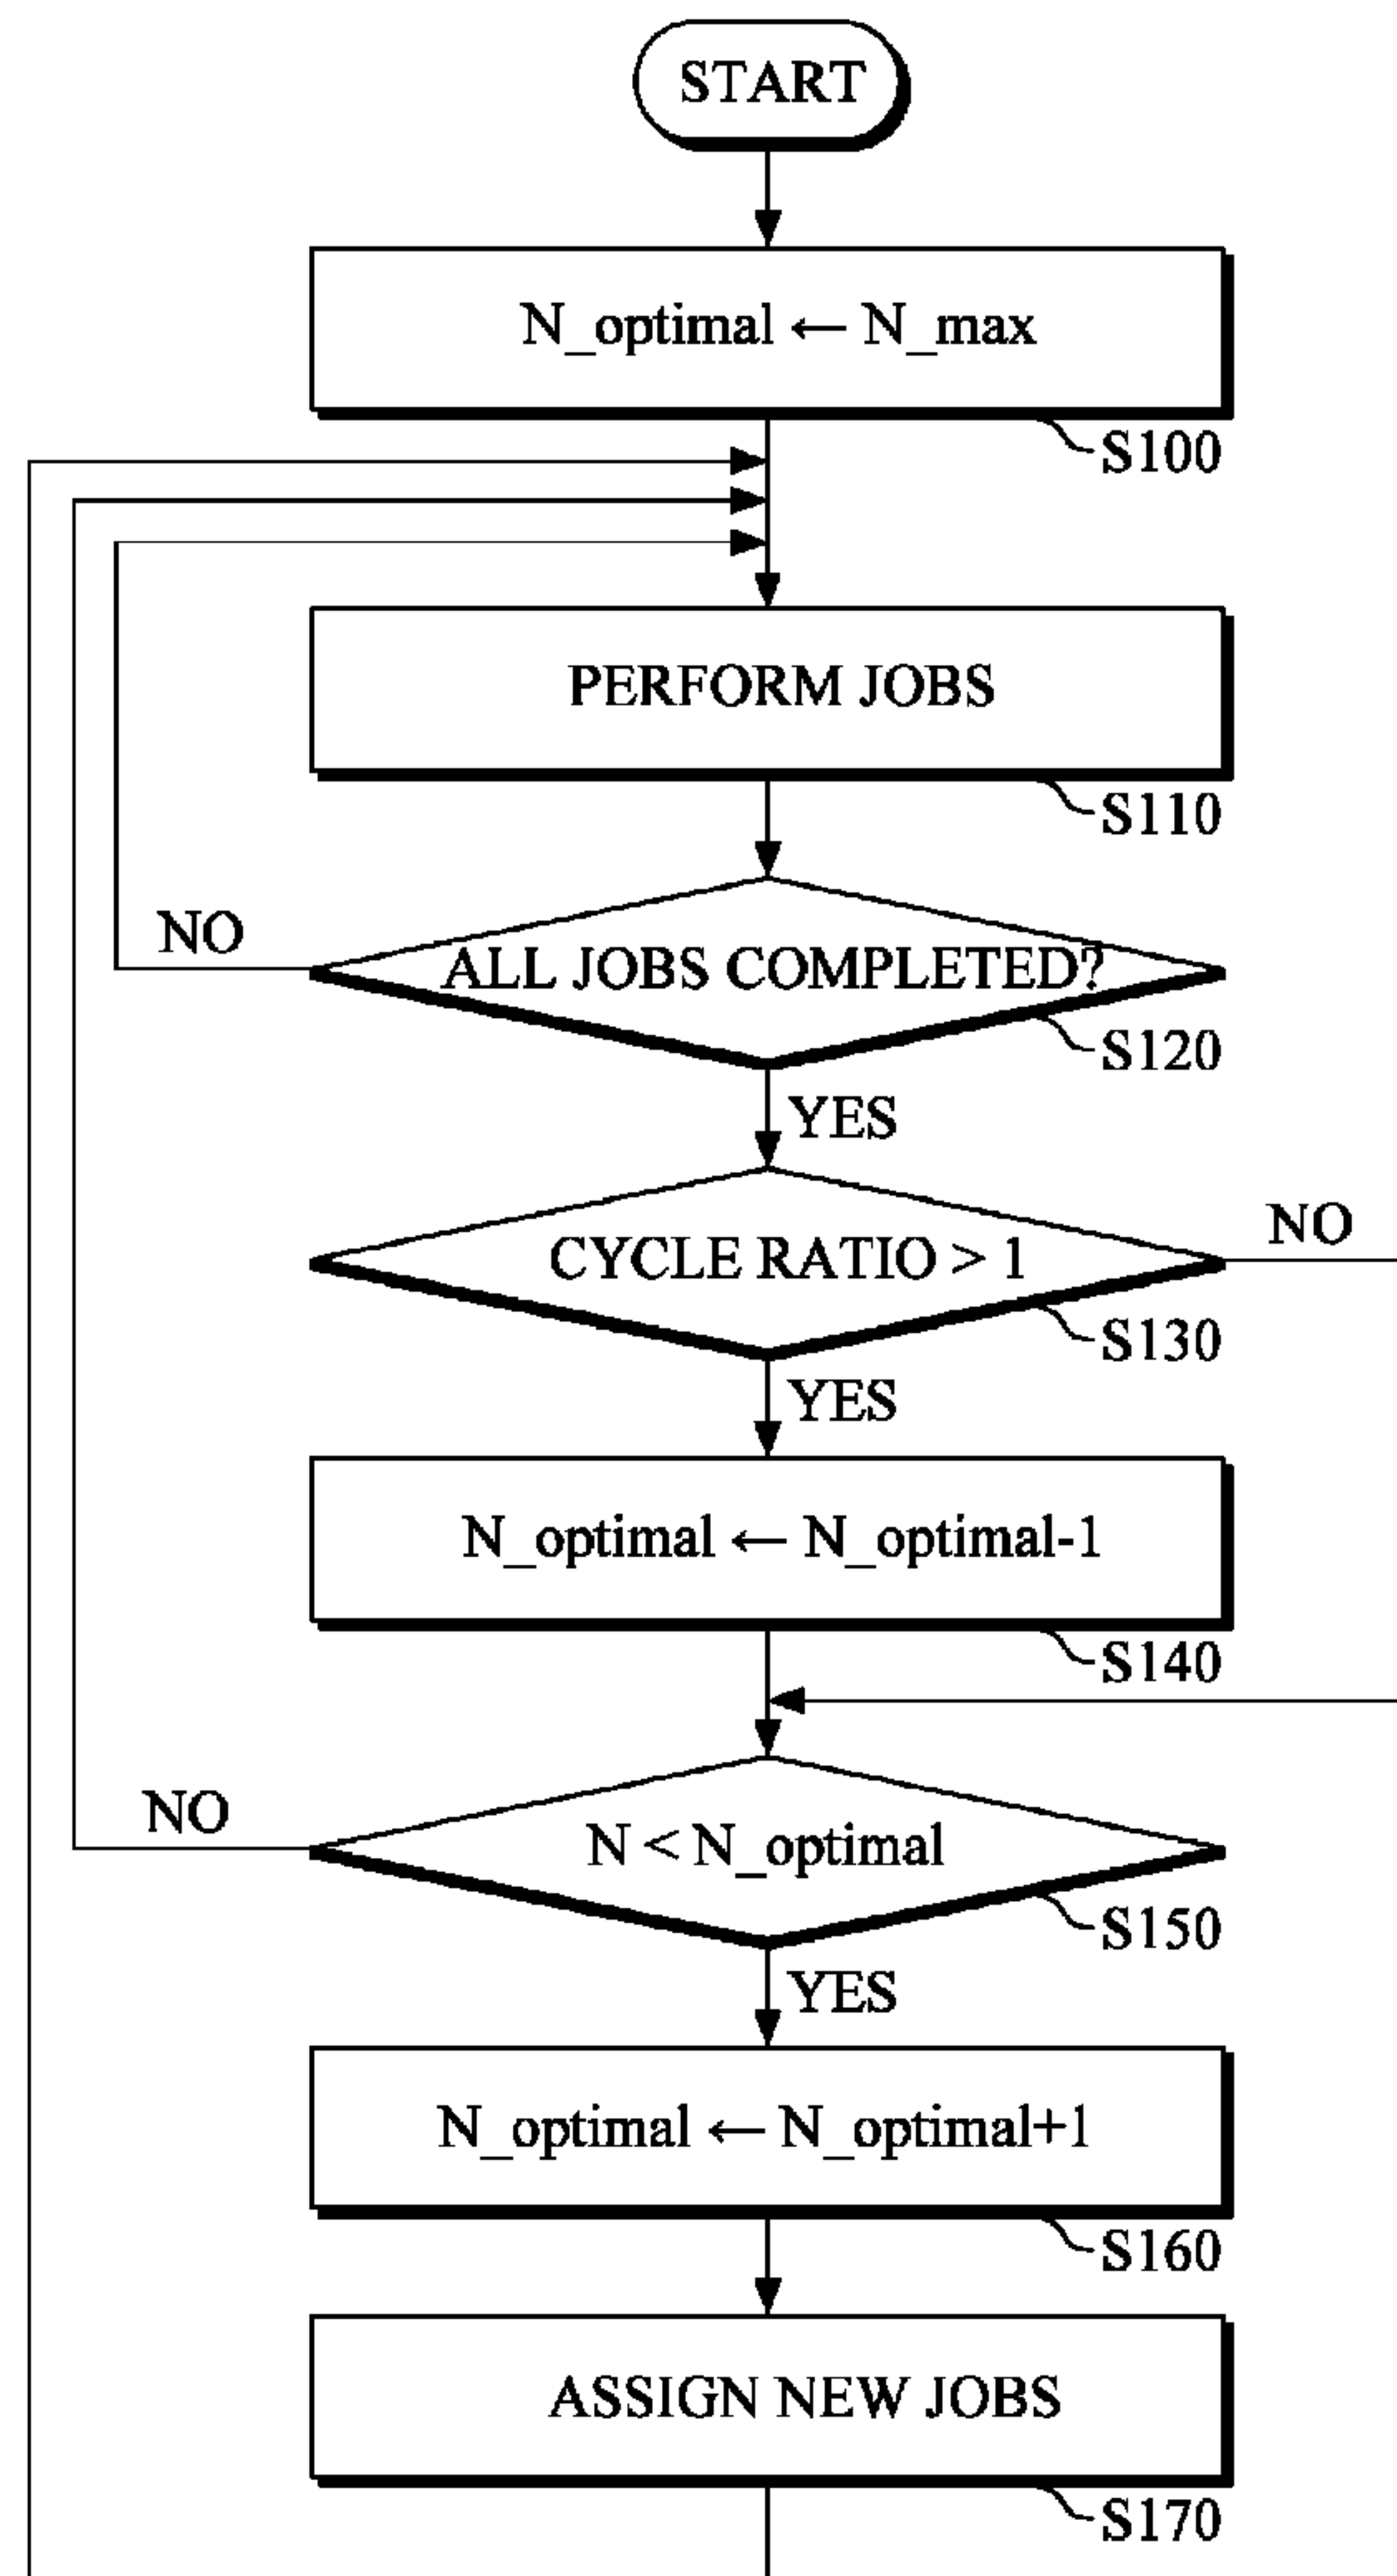 START
N_optimal ← N_max
S100
PERFORM JOBS
S110
NO
ALL JOBS COMPLETED?
S120
YES
NO
CYCLE RATIO > 1
S130
YES
N_optimal ← N_optimal-1
S140
NO
N < N_optimal
S150
YES
N_optimal ← N_optimal+1
S160
ASSIGN NEW JOBS
S170